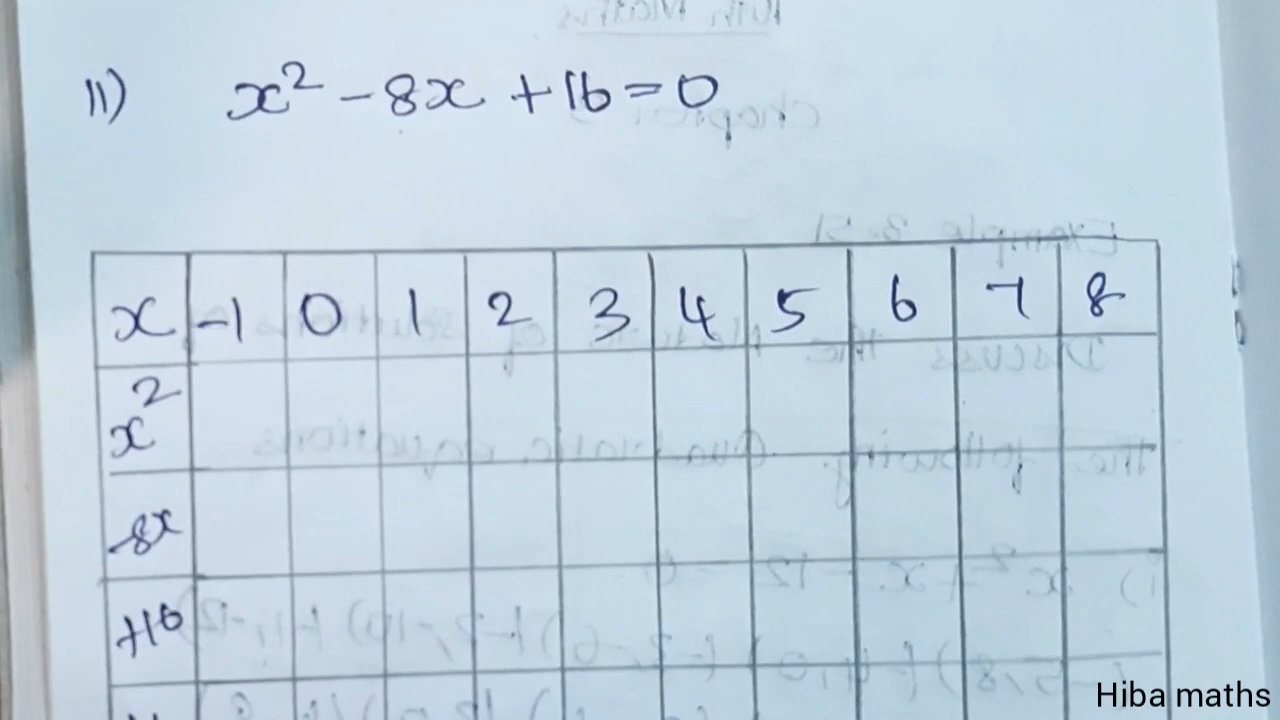 11) x² - 8x + 16 = 0
x -1 0 1 2 3 4 5 6 7 8
x²
-8x
+16
Hiba maths